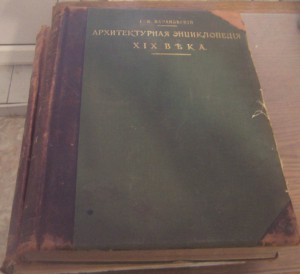 АРХИТЕКТУРНАЯ ЭНЦИКЛОПЕДІЯ
XIX ВѢКА.